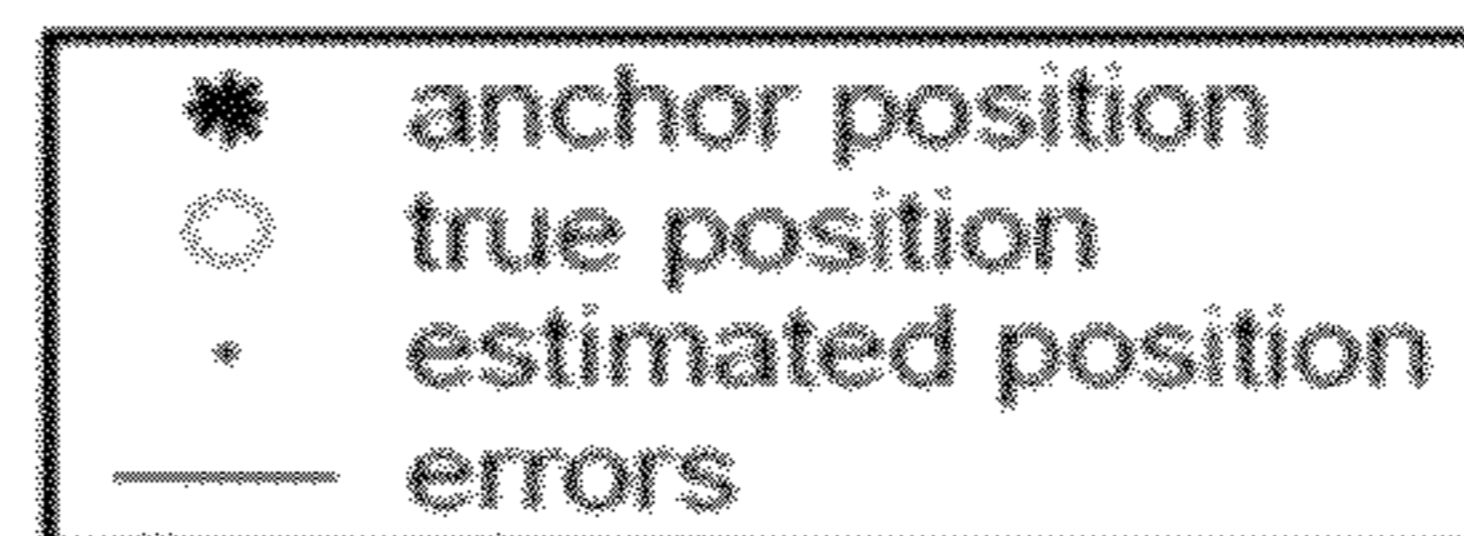 anchor position
true position
estimated position
errors